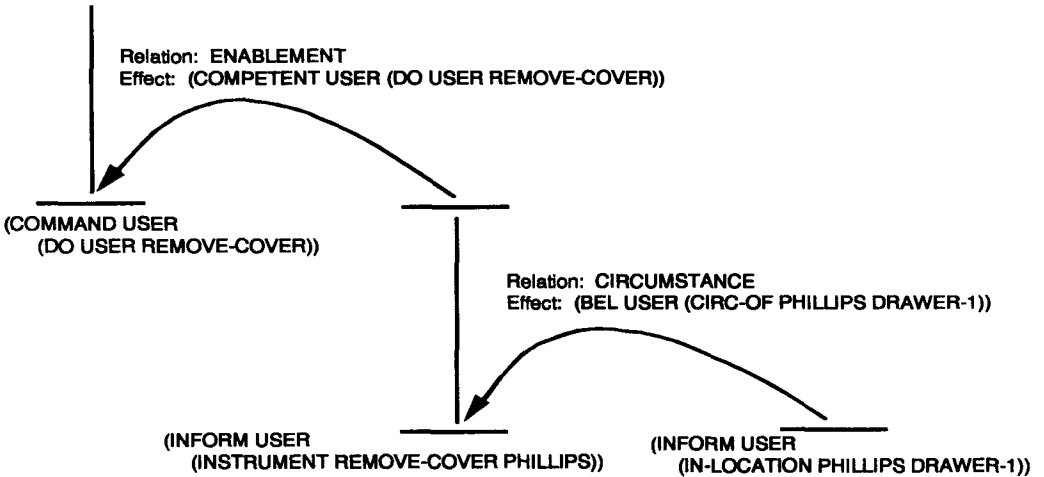 Relation: ENABLEMENT
Effect: (COMPETENT USER (DO USER REMOVE-COVER))
(COMMAND USER
(DO USER REMOVE-COVER))
Relation: CIRCUMSTANCE
Effect: (BEL USER (CIRC-OF PHILLIPS DRAWER-1))
(INFORM USER
(INSTRUMENT REMOVE-COVER PHILLIPS))
(INFORM USER
(IN-LOCATION PHILLIPS DRAWER-1))